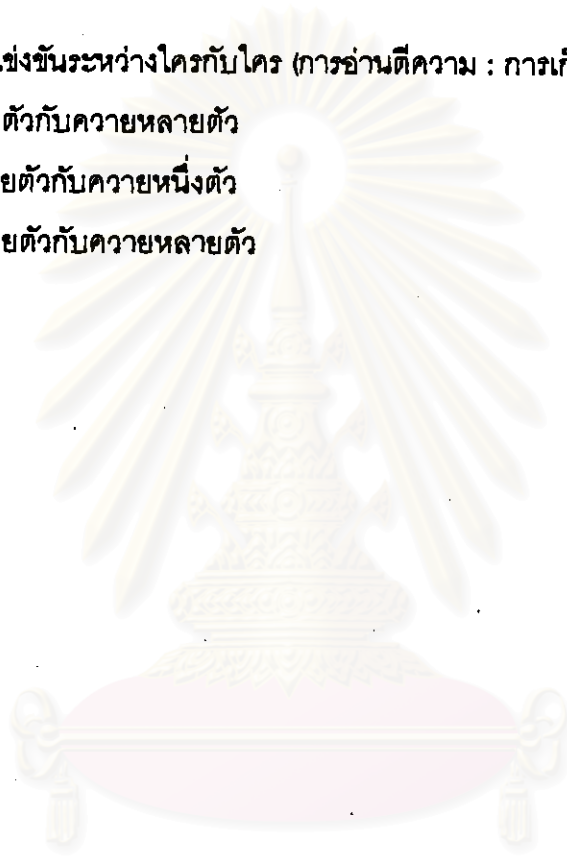 แข่งขันระหว่างใครกับใคร (การอ่านตีความ : การเ
ตัวกับควายหลายตัว
ยตัวกับควายหนึ่งตัว
ยตัวกับควายหลายตัว